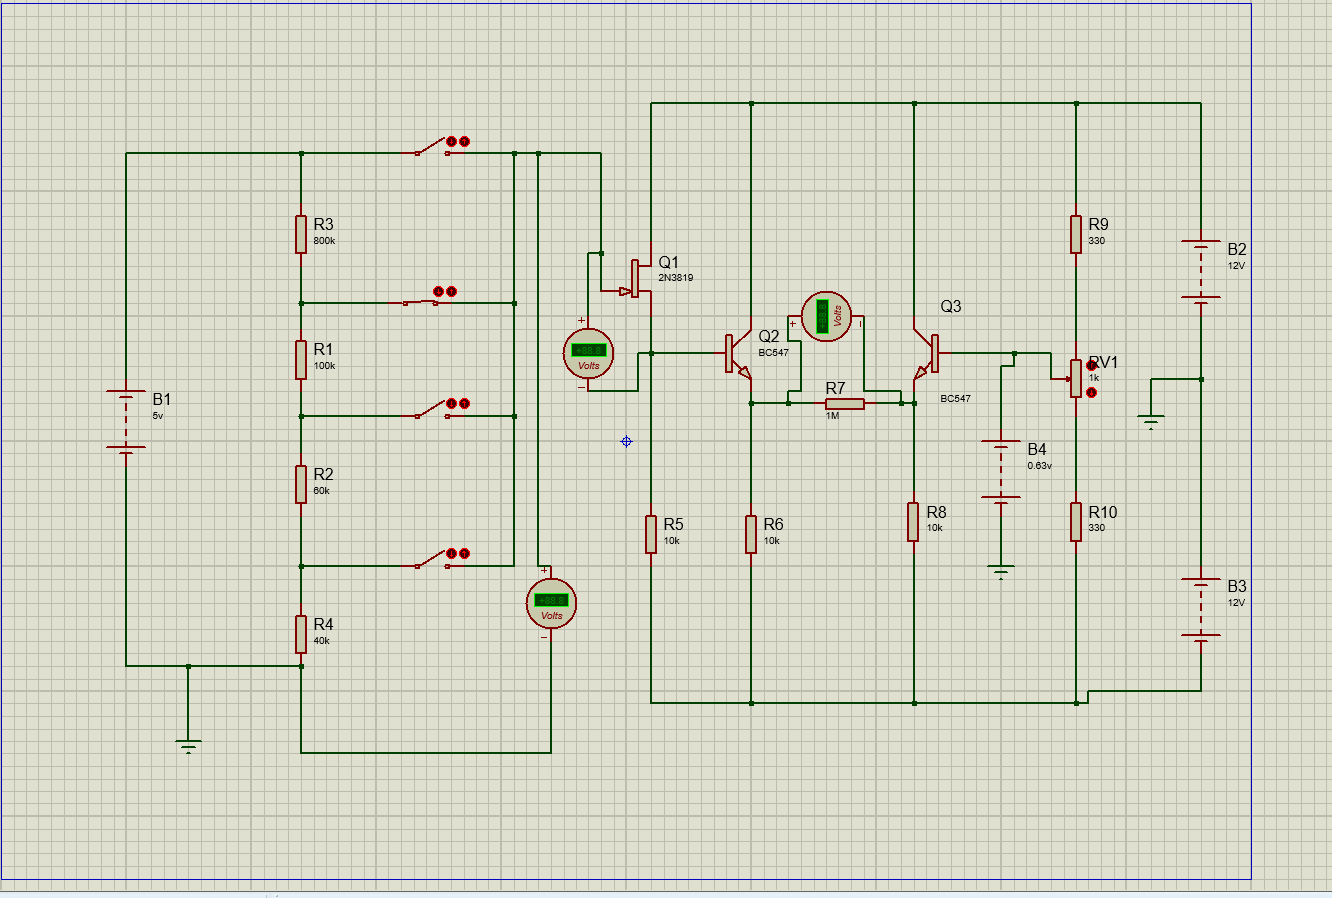 R3
800k
R1
100k
B1
5v
R2
60k
R4
40k
+
Volts
−
+
Volts
−
Q1
2N3819
Q2
BC547
+
Volts
−
R7
1M
Q3
BC547
R5
10k
R6
10k
R8
10k
B4
0.63v
R9
330
RV1
1k
R10
330
B2
12V
B3
12V